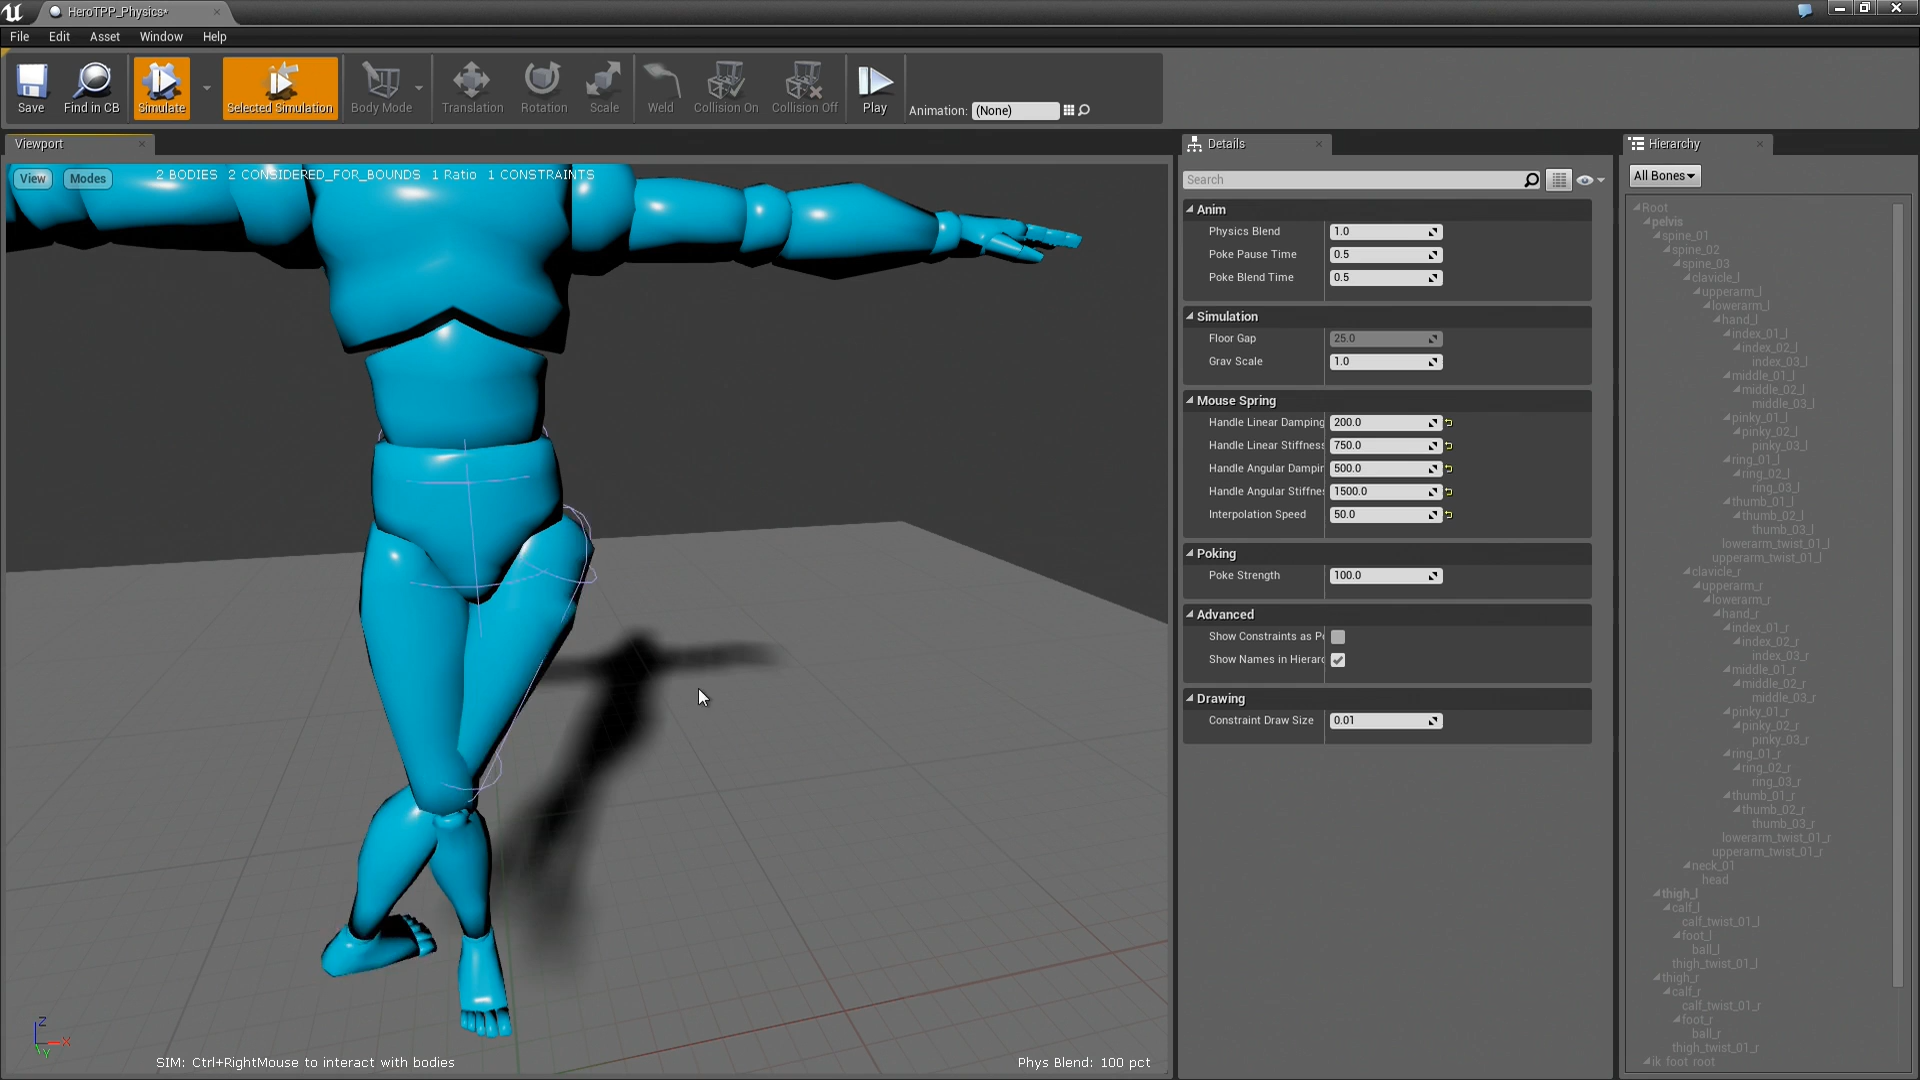 HeroTPP_Physics*
File Edit Asset Window Help
Save Find in CB Simulate Selected Simulation Body Mode Translation Rotation Scale Weld Collision On Collision Off Play Animation: (None)
Viewport
View Modes 2 BODIES 2 CONSIDERED_FOR_BOUNDS 1 Ratio 1 CONSTRAINTS
SIM: Ctrl+RightMouse to interact with bodies
Phys Blend: 100 pct
Z
X
Y
Details
Search
Anim
Physics Blend 1.0
Poke Pause Time 0.5
Poke Blend Time 0.5
Simulation
Floor Gap 25.0
Grav Scale 1.0
Mouse Spring
Handle Linear Damping 200.0
Handle Linear Stiffness 750.0
Handle Angular Dampin 500.0
Handle Angular Stiffnes 1500.0
Interpolation Speed 50.0
Poking
Poke Strength 100.0
Advanced
Show Constraints as Po
Show Names in Hierarc
Drawing
Constraint Draw Size 0.01
Hierarchy
All Bones
Root
pelvis
spine_01
spine_02
spine_03
clavicle_l
upperarm_l
lowerarm_l
hand_l
index_01_l
index_02_l
index_03_l
middle_01_l
middle_02_l
middle_03_l
pinky_01_l
pinky_02_l
pinky_03_l
ring_01_l
ring_02_l
ring_03_l
thumb_01_l
thumb_02_l
thumb_03_l
lowerarm_twist_01_l
upperarm_twist_01_l
clavicle_r
upperarm_r
lowerarm_r
hand_r
index_01_r
index_02_r
index_03_r
middle_01_r
middle_02_r
middle_03_r
pinky_01_r
pinky_02_r
pinky_03_r
ring_01_r
ring_02_r
ring_03_r
thumb_01_r
thumb_02_r
thumb_03_r
lowerarm_twist_01_r
upperarm_twist_01_r
neck_01
head
thigh_l
calf_l
calf_twist_01_l
foot_l
ball_l
thigh_twist_01_l
thigh_r
calf_r
calf_twist_01_r
foot_r
ball_r
thigh_twist_01_r
ik_foot_root